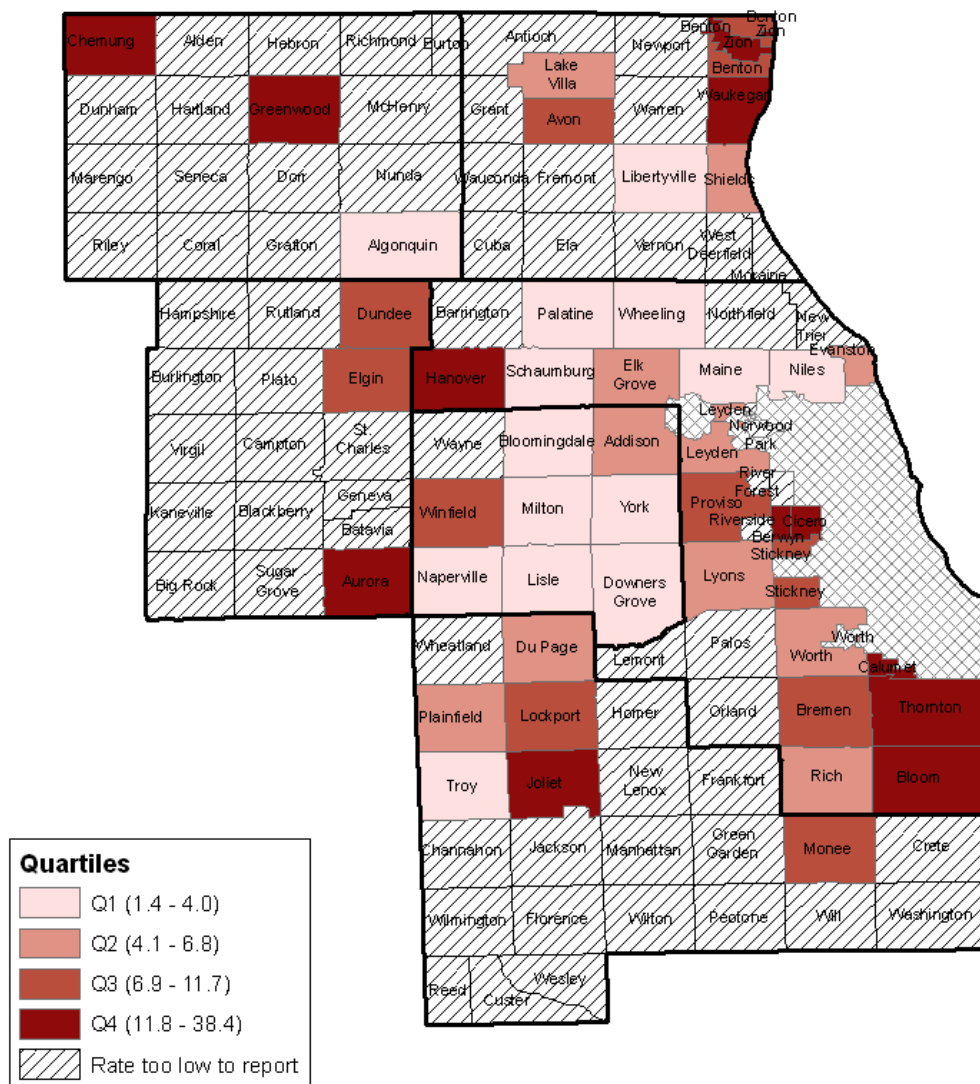 Chemung
Alden
Hebron
Richmond
Burton
Antioch
Newport
Benton
Benton
Zion
Zion
Lake
Villa
Benton
Dunham
Hartland
Greenwood
McHenry
Grant
Avon
Warren
Waukegan
Marengo
Seneca
Dorr
Nunda
Wauconda
Fremont
Libertyville
Shields
Riley
Coral
Grafton
Algonquin
Cuba
Ela
Vernon
West
Deerfield
Moraine
Hampshire
Rutland
Dundee
Barrington
Palatine
Wheeling
Northfield
New
Trier
Evanston
Burlington
Plato
Elgin
Hanover
Schaumburg
Elk
Grove
Maine
Niles
Leyden
Norwood
Park
Virgil
Campton
St.
Charles
Wayne
Bloomingdale
Addison
Leyden
River
Forest
Kaneville
Blackberry
Geneva
Batavia
Winfield
Milton
York
Proviso
Riverside
Cicero
Berwyn
Stickney
Big Rock
Sugar
Grove
Aurora
Naperville
Lisle
Downers
Grove
Lyons
Stickney
Wheatland
Du Page
Lemont
Palos
Worth
Worth
Calumet
Plainfield
Lockport
Homer
Orland
Bremen
Thornton
Troy
Joliet
New
Lenox
Frankfort
Rich
Bloom
Channahon
Jackson
Manhattan
Green
Garden
Monee
Crete
Wilmington
Florence
Wilton
Peotone
Will
Washington
Reed
Custer
Wesley
Quartiles
Q1 (1.4 - 4.0)
Q2 (4.1 - 6.8)
Q3 (6.9 - 11.7)
Q4 (11.8 - 38.4)
Rate too low to report